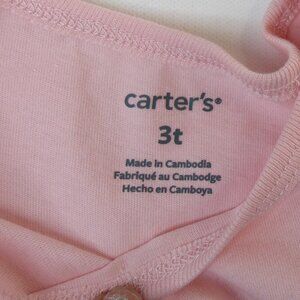 carter's®
3t
Made in Cambodia
Fabriqué au Cambodge
Hecho en Camboya